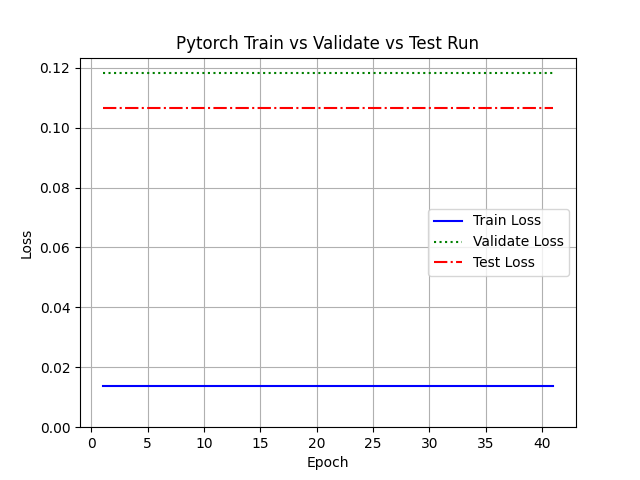 Pytorch Train vs Validate vs Test Run
0.12
0.10
0.08
0.06
0.04
0.02
0.00
Loss
Train Loss
Validate Loss
Test Loss
0 5 10 15 20 25 30 35 40
Epoch